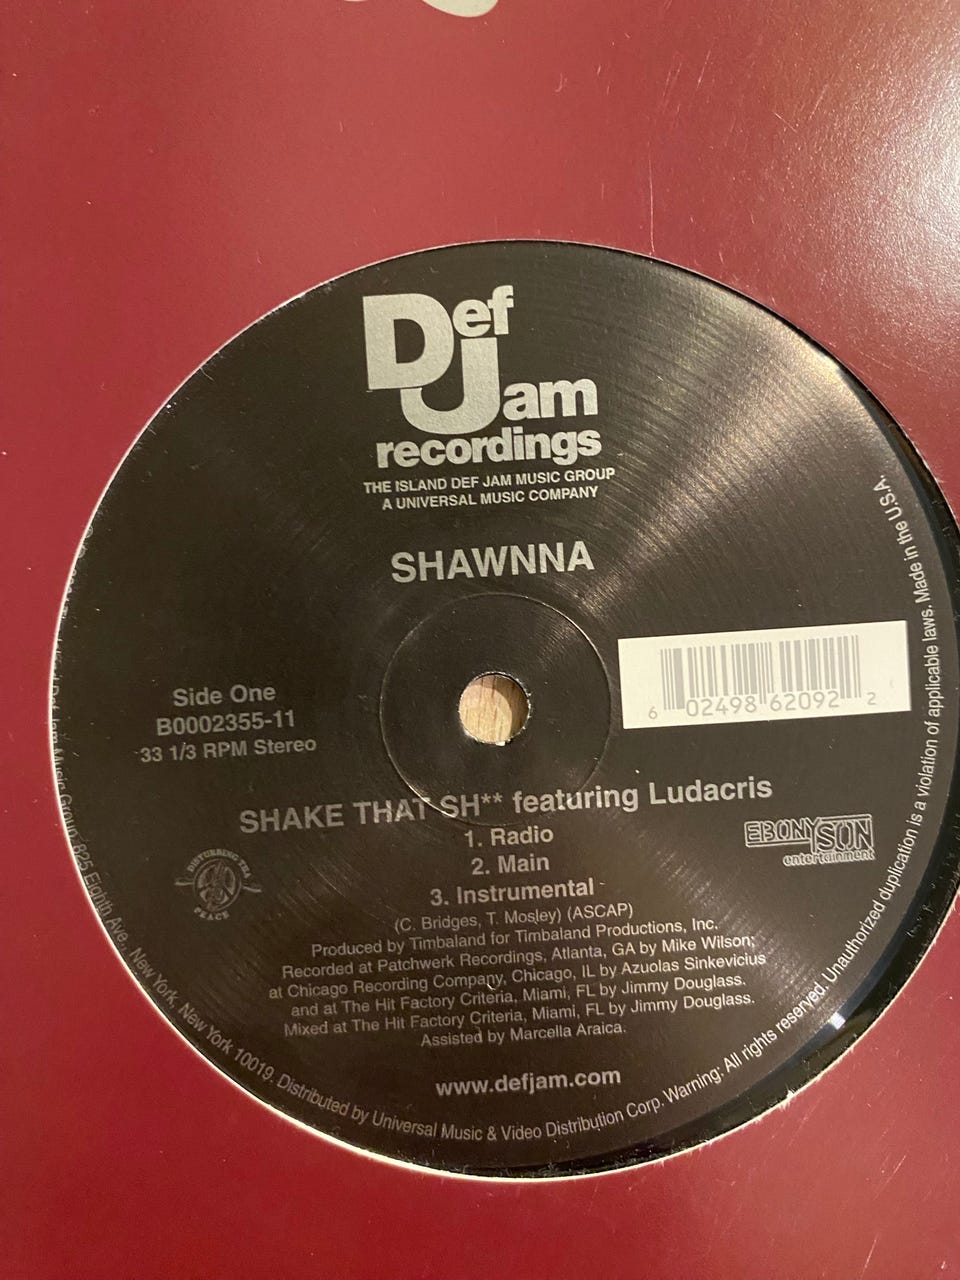 Def
Jam
recordings
THE ISLAND DEF JAM MUSIC GROUP
A UNIVERSAL MUSIC COMPANY
SHAWNNA
Side One
B0002355-11
33 1/3 RPM Stereo
6 02498 62092 2
SHAKE THAT SH** featuring Ludacris
1. Radio
2. Main
3. Instrumental
(C. Bridges, T. Mosley) (ASCAP)
Produced by Timbaland for Timbaland Productions, Inc.
Recorded at Patchwerk Recordings, Atlanta, GA by Mike Wilson;
at Chicago Recording Company, Chicago, IL by Azuolas Sinkevicius
and at The Hit Factory Criteria, Miami, FL by Jimmy Douglass.
Mixed at The Hit Factory Criteria, Miami, FL by Jimmy Douglass.
Assisted by Marcella Araica.
DISTURBING THA
PEACE
EBONY SON
entertainment
www.defjam.com
Jam Music Group, 825 Eighth Ave., New York, New York 10019. Distributed by Universal Music & Video Distribution Corp. Warning: All rights reserved. Unauthorized duplication is a violation of applicable laws. Made in the U.S.A.